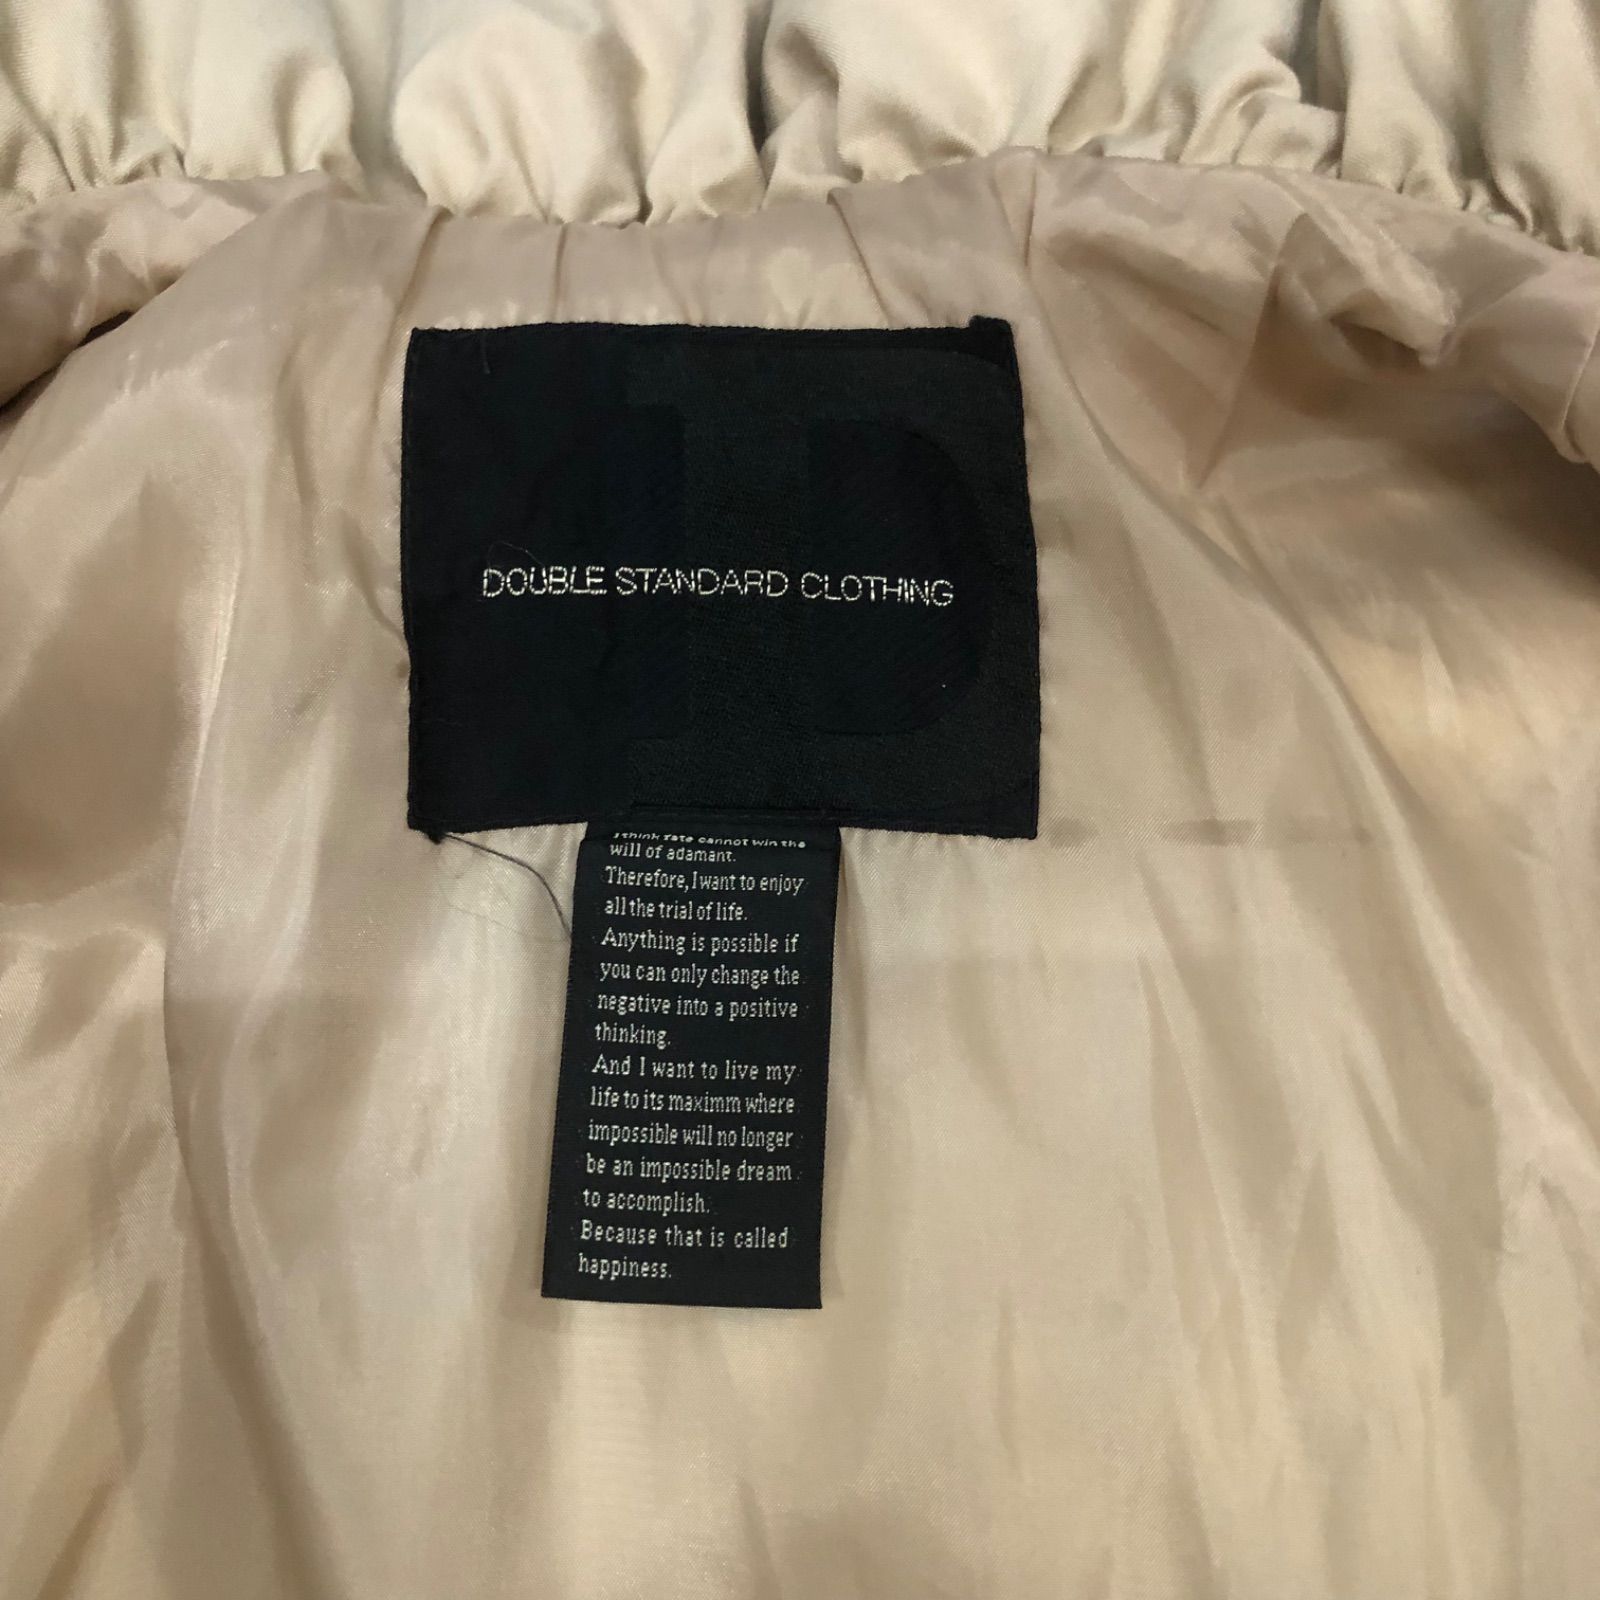 DOUBLE STANDARD CLOTHING
I think fate cannot win the
will of adamant.
Therefore, I want to enjoy
all the trial of life.
Anything is possible if
you can only change the
negative into a positive
thinking.
And I want to live my
life to its maximm where
impossible will no longer
be an impossible dream
to accomplish.
Because that is called
happiness.